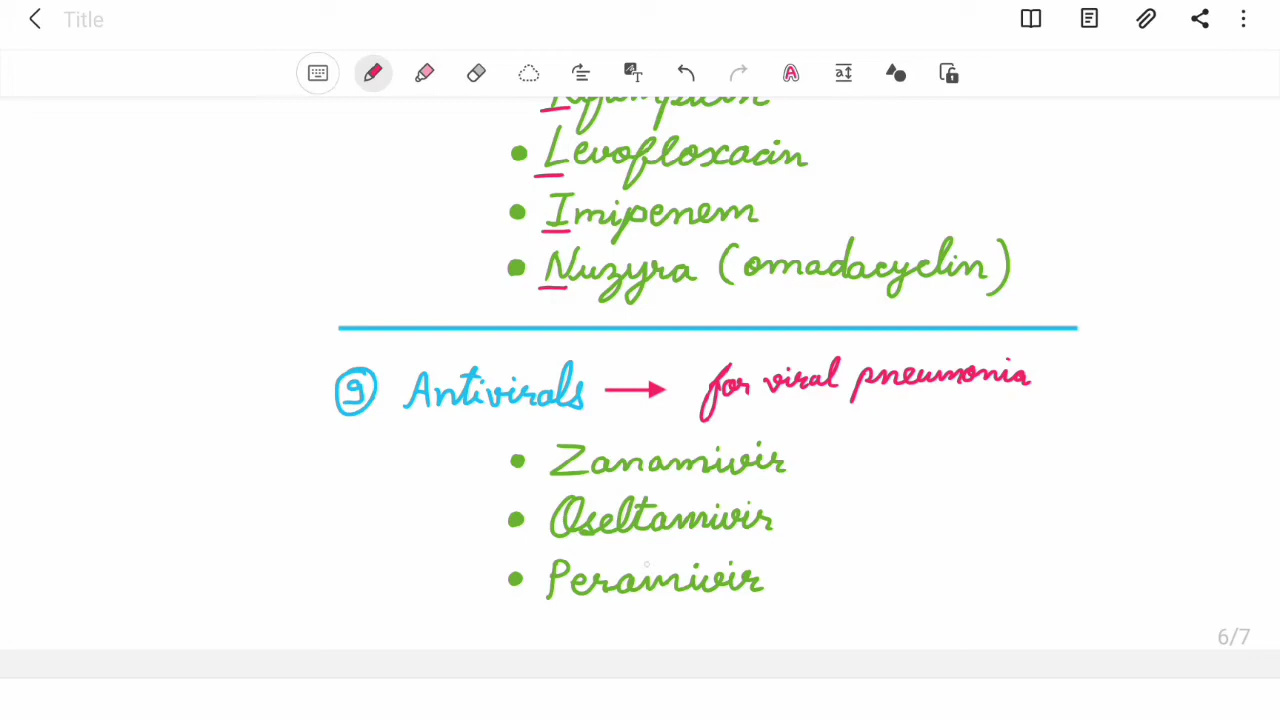 Title
• Levofloxacin
• Imipenem
• Nuzyra (omadacyclin)
⑨ Antivirals → for viral pneumonia
• Zanamivir
• Oseltamivir
• Peramivir
6/7